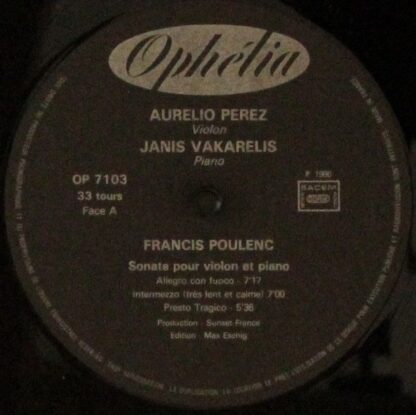 Ophélia
AURELIO PEREZ
Violon
JANIS VAKARELIS
Piano
OP 7103
33 tours
Face A
P 1980
SACEM
FRANCIS POULENC
Sonate pour violon et piano
Allegro con fuoco - 7'17
Intermezzo (très lent et calme) 7'00
Presto Tragico - 5'36
Production : Sunset-France
Edition : Max Eschig